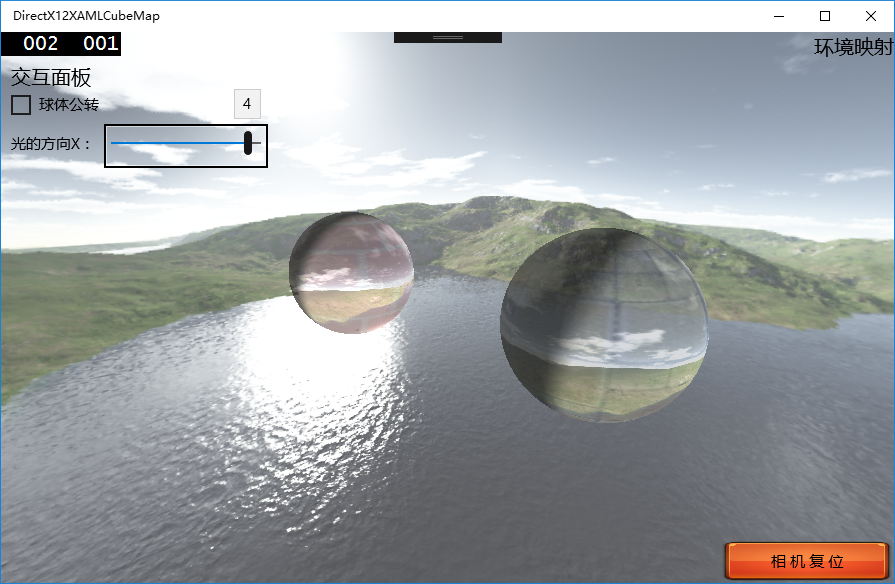 DirectX12XAMLCubeMap
002 001
环境映射
交互面板
球体公转
4
光的方向X：
相机复位